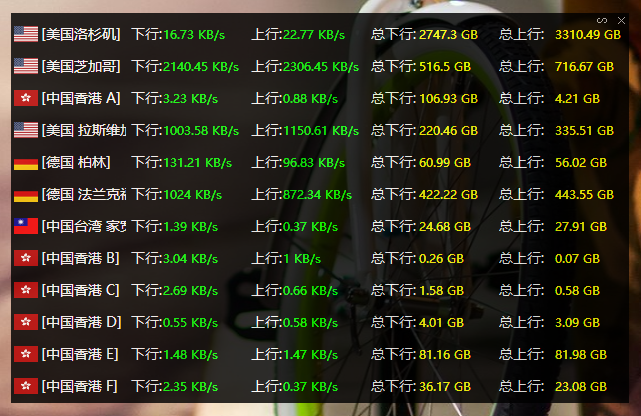 [美国洛杉矶] 下行:16.73 KB/s 上行:22.77 KB/s 总下行: 2747.3 GB 总上行: 3310.49 GB
[美国芝加哥] 下行:2140.45 KB/s 上行:2306.45 KB/s 总下行: 516.5 GB 总上行: 716.67 GB
[中国香港 A] 下行:3.23 KB/s 上行:0.88 KB/s 总下行: 106.93 GB 总上行: 4.21 GB
[美国 拉斯维加 下行:1003.58 KB/s 上行:1150.61 KB/s 总下行: 220.46 GB 总上行: 335.51 GB
[德国 柏林] 下行:131.21 KB/s 上行:96.83 KB/s 总下行: 60.99 GB 总上行: 56.02 GB
[德国 法兰克福 下行:1024 KB/s 上行:872.34 KB/s 总下行: 422.22 GB 总上行: 443.55 GB
[中国台湾 家宽 下行:1.39 KB/s 上行:0.37 KB/s 总下行: 24.68 GB 总上行: 27.91 GB
[中国香港 B] 下行:3.04 KB/s 上行:1 KB/s 总下行: 0.26 GB 总上行: 0.07 GB
[中国香港 C] 下行:2.69 KB/s 上行:0.66 KB/s 总下行: 1.58 GB 总上行: 0.58 GB
[中国香港 D] 下行:0.55 KB/s 上行:0.58 KB/s 总下行: 4.01 GB 总上行: 3.09 GB
[中国香港 E] 下行:1.48 KB/s 上行:1.47 KB/s 总下行: 81.16 GB 总上行: 81.98 GB
[中国香港 F] 下行:2.35 KB/s 上行:0.37 KB/s 总下行: 36.17 GB 总上行: 23.08 GB